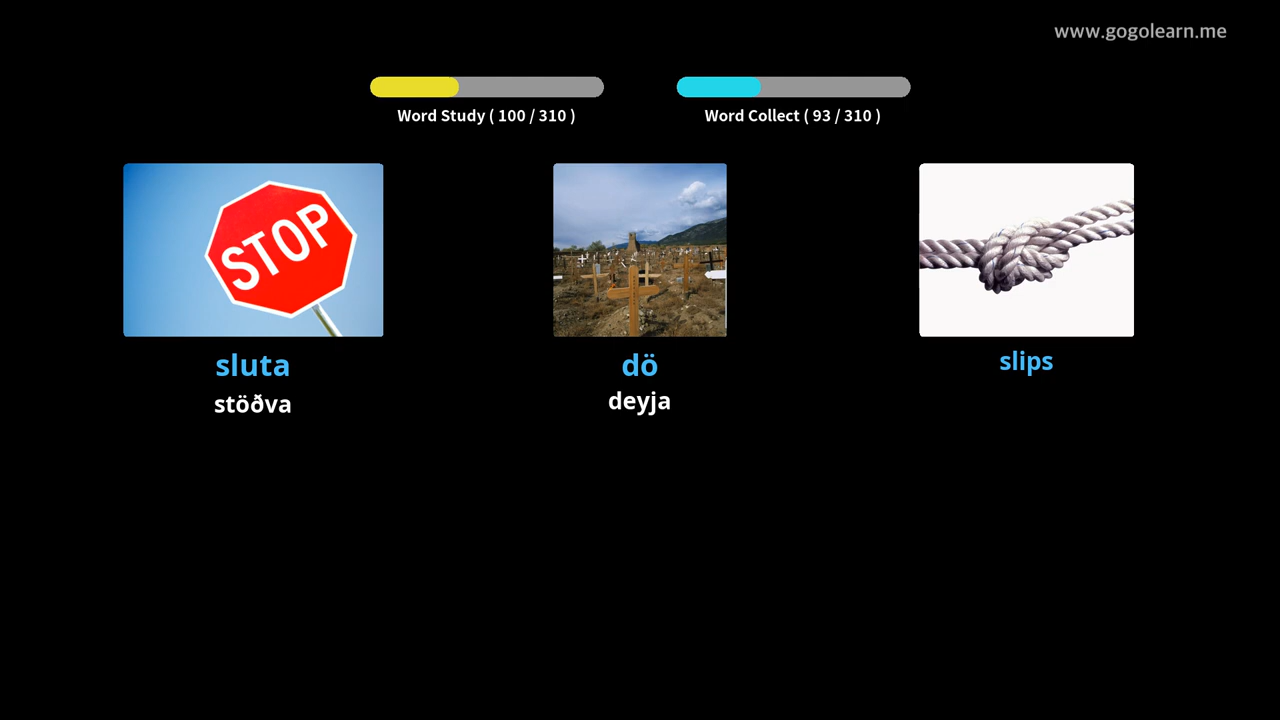 www.gogolearn.me
Word Study ( 100 / 310 )
Word Collect ( 93 / 310 )
STOP
sluta
stöðva
dö
deyja
slips